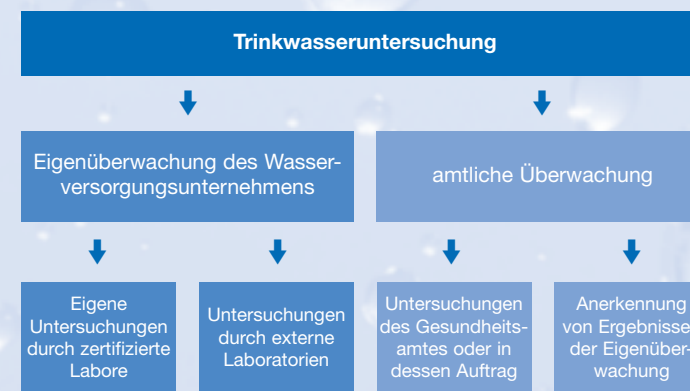 Trinkwasseruntersuchung
Eigenüberwachung des Wasser-
versorgungsunternehmens
amtliche Überwachung
Eigene
Untersuchungen
durch zertifizierte
Labore
Untersuchungen
durch externe
Laboratorien
Untersuchungen
des Gesundheits-
amtes oder in
dessen Auftrag
Anerkennung
von Ergebnisse
der Eigenüber-
wachung